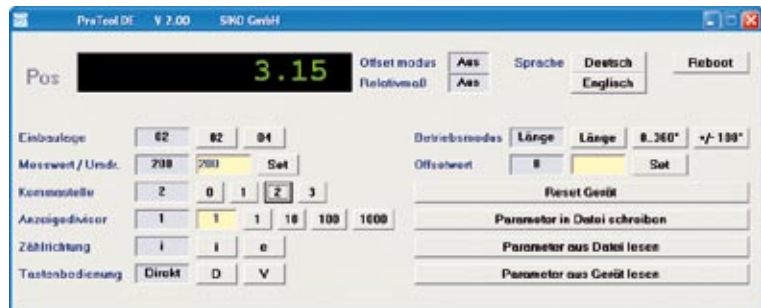 ProTool DE V 2.00 SIKO GmbH
Pos 3.15 Offset modus Aus Sprache Deutsch Reboot
Relativmaß Aus Englisch
Einbaulage 02 02 04 Betriebsmodus Länge Länge 0..360° +/- 180°
Messwert / Umdr. 200 200 Set Offsetwert 0 Set
Kommastelle 2 0 1 2 3 Reset Gerät
Anzeigedivisor 1 1 1 10 100 1000 Parameter in Datei schreiben
Zählrichtung i i e Parameter aus Datei lesen
Tastenbedienung Direkt D V Parameter aus Gerät lesen